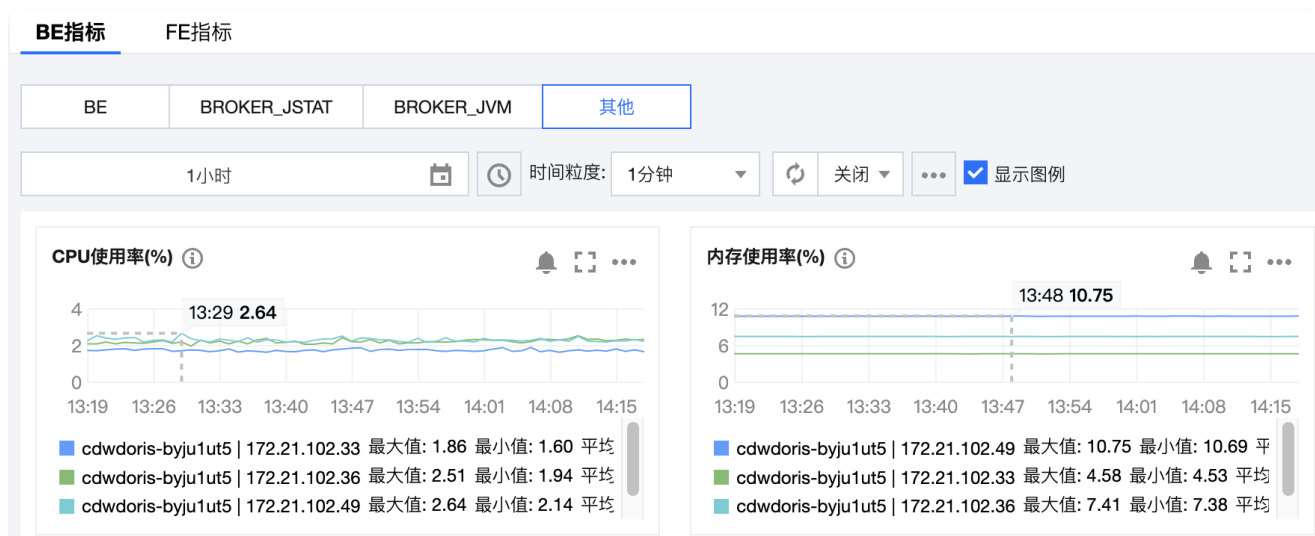 BE指标 FE指标
BE BROKER_JSTAT BROKER_JVM 其他
1小时 时间粒度: 1分钟 关闭 显示图例
CPU使用率(%)
13:29 2.64
4
2
0
13:19 13:26 13:33 13:40 13:47 13:54 14:01 14:08 14:15
cdwdoris-byju1ut5 | 172.21.102.33 最大值: 1.86 最小值: 1.60 平均
cdwdoris-byju1ut5 | 172.21.102.36 最大值: 2.51 最小值: 1.94 平均
cdwdoris-byju1ut5 | 172.21.102.49 最大值: 2.64 最小值: 2.14 平均
内存使用率(%)
13:48 10.75
12
6
0
13:19 13:26 13:33 13:40 13:47 13:54 14:01 14:08 14:15
cdwdoris-byju1ut5 | 172.21.102.49 最大值: 10.75 最小值: 10.69 平
cdwdoris-byju1ut5 | 172.21.102.33 最大值: 4.58 最小值: 4.53 平均
cdwdoris-byju1ut5 | 172.21.102.36 最大值: 7.41 最小值: 7.38 平均